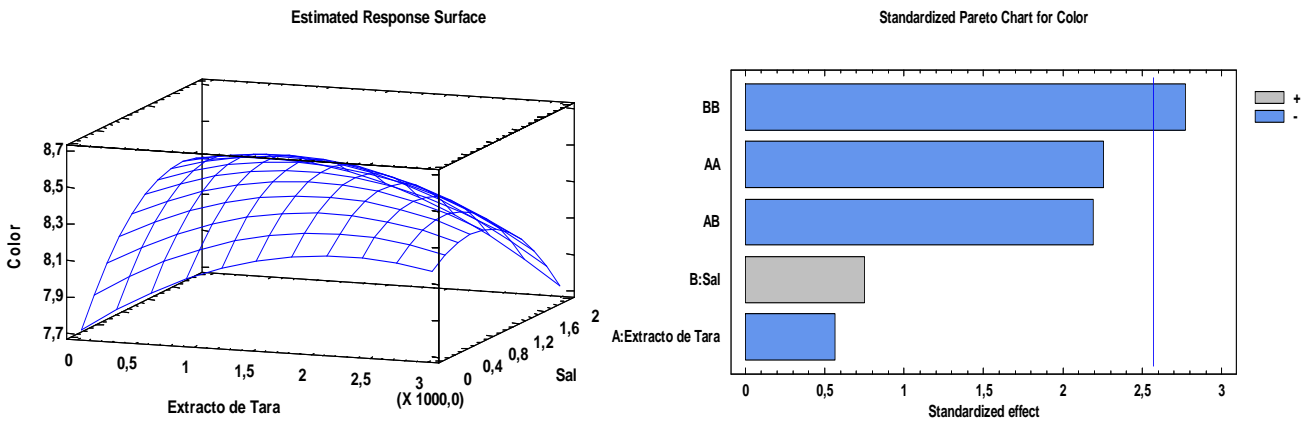 Estimated Response Surface
8,7
8,5
8,3
8,1
7,9
7,7
Color
0
0,5
1
1,5
2
2,5
3
(X 1000,0)
Extracto de Tara
0
0,4
0,8
1,2
1,6
2
Sal
Standardized Pareto Chart for Color
BB
AA
AB
B:Sal
A:Extracto de Tara
0 0,5 1 1,5 2 2,5 3
Standardized effect
+
-